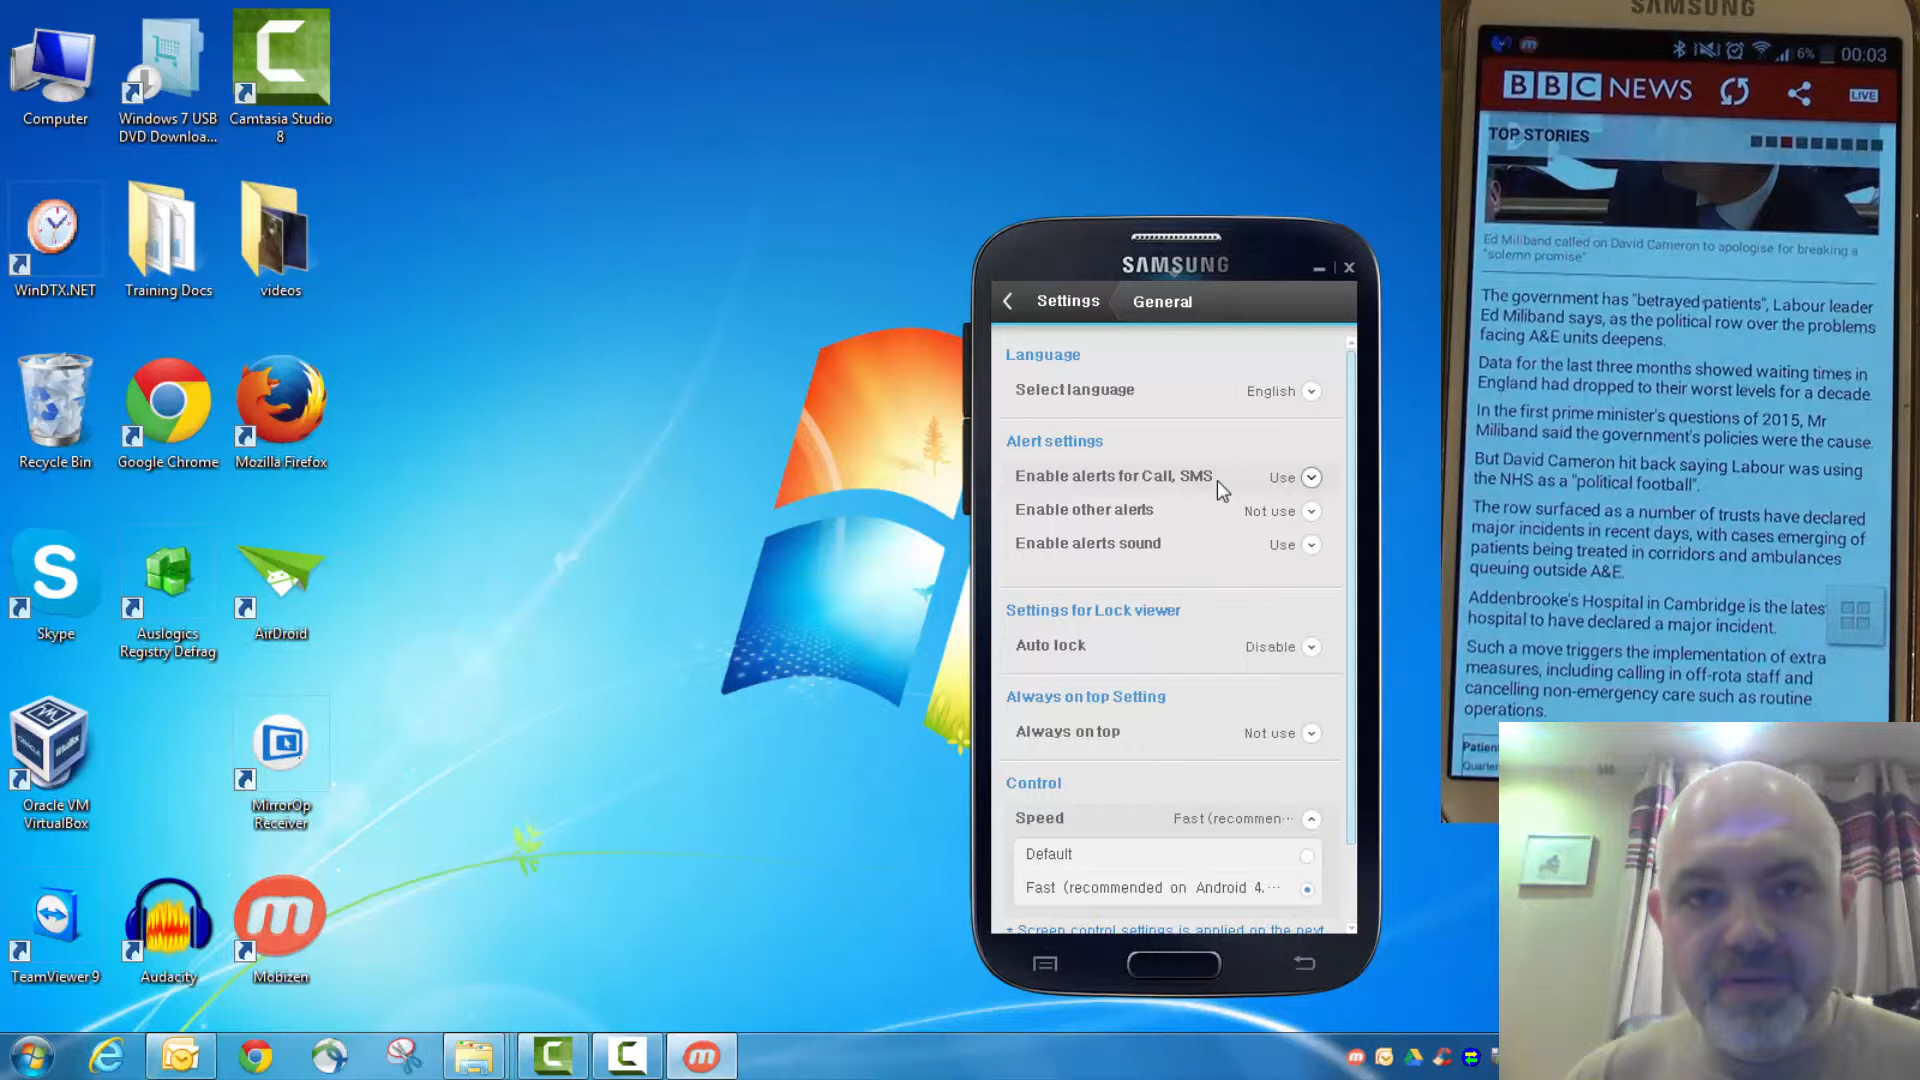 Computer
Windows 7 USB
DVD Downloa...
Camtasia Studio
8
WinDTX.NET
Training Docs
videos
Recycle Bin
Google Chrome
Mozilla Firefox
Skype
Auslogics
Registry Defrag
AirDroid
Oracle VM
VirtualBox
MirrorOp
Receiver
TeamViewer 9
Audacity
Mobizen
SAMSUNG
Settings
General
Language
Select language
English
Alert settings
Enable alerts for Call, SMS
Use
Enable other alerts
Not use
Enable alerts sound
Use
Settings for Lock viewer
Auto lock
Disable
Always on top Setting
Always on top
Not use
Control
Speed
Fast (recommen···
Default
Fast (recommended on Android 4.···
* Screen control settings is applied on the next
SAMSUNG
6%
00:03
BBC NEWS
LIVE
TOP STORIES
Ed Miliband called on David Cameron to apologise for breaking a
"solemn promise"
The government has "betrayed patients", Labour leader
Ed Miliband says, as the political row over the problems
facing A&E units deepens.
Data for the last three months showed waiting times in
England had dropped to their worst levels for a decade.
In the first prime minister's questions of 2015, Mr
Miliband said the government's policies were the cause.
But David Cameron hit back saying Labour was using
the NHS as a "political football".
The row surfaced as a number of trusts have declared
major incidents in recent days, with cases emerging of
patients being treated in corridors and ambulances
queuing outside A&E.
Addenbrooke's Hospital in Cambridge is the lates
hospital to have declared a major incident.
Such a move triggers the implementation of extra
measures, including calling in off-rota staff and
cancelling non-emergency care such as routine
operations.
Patien
Quarter